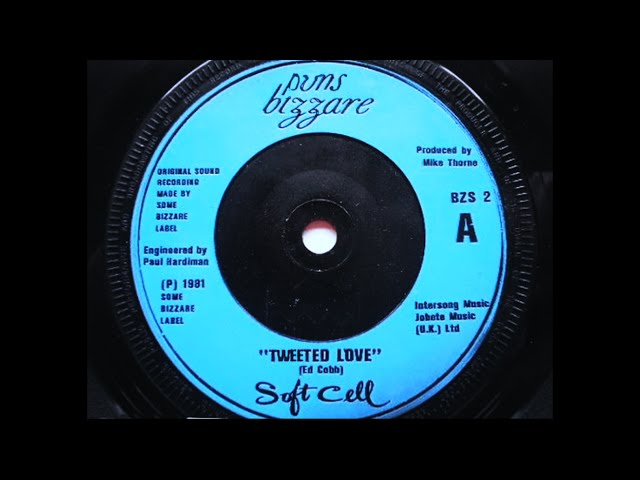 puns
bizzare
Produced by
Mike Thorne
ORIGINAL SOUND
RECORDING
MADE BY
SOME
BIZZARE
LABEL
BZS 2
A
Engineered by
Paul Hardiman
(P) 1981
SOME
BIZZARE
LABEL
Intersong Music
Jobete Music
(U.K.) Ltd
"TWEETED LOVE"
(Ed Cobb)
Soft Cell